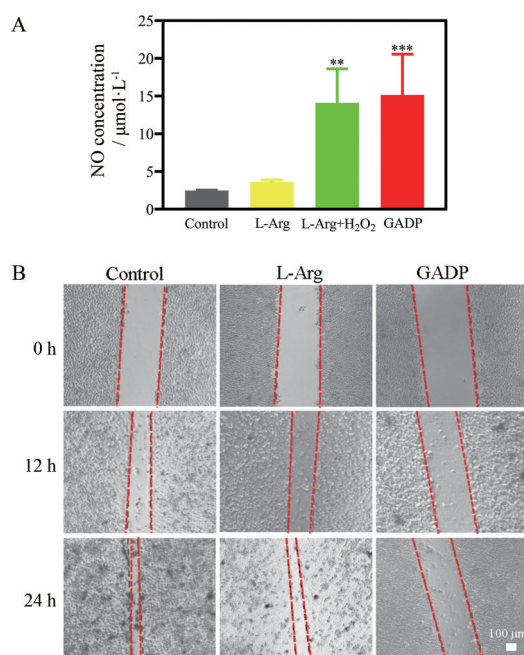 A
NO concentration
/ μmol·L⁻¹
25
20
15
10
5
0
**
***
Control
L-Arg
L-Arg+H₂O₂
GADP
B
Control
L-Arg
GADP
0 h
12 h
24 h
100 μm